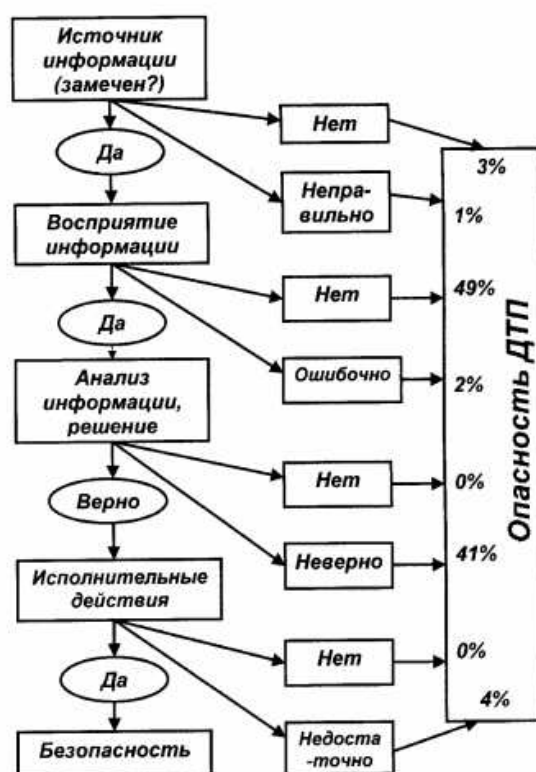 Источник
информации
(замечен?)
Нет
Да
3%
Непра-
вильно
1%
Восприятие
информации
Нет
49%
Да
Ошибочно
2%
Анализ
информации,
решение
Нет
0%
Верно
Неверно
41%
Исполнительные
действия
Нет
0%
Да
4%
Недоста
-точно
Безопасность
Опасность ДТП